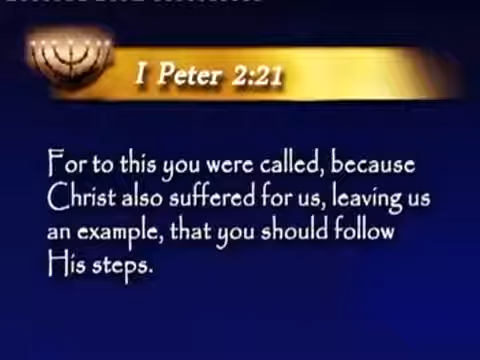 I Peter 2:21
For to this you were called, because
Christ also suffered for us, leaving us
an example, that you should follow
His steps.